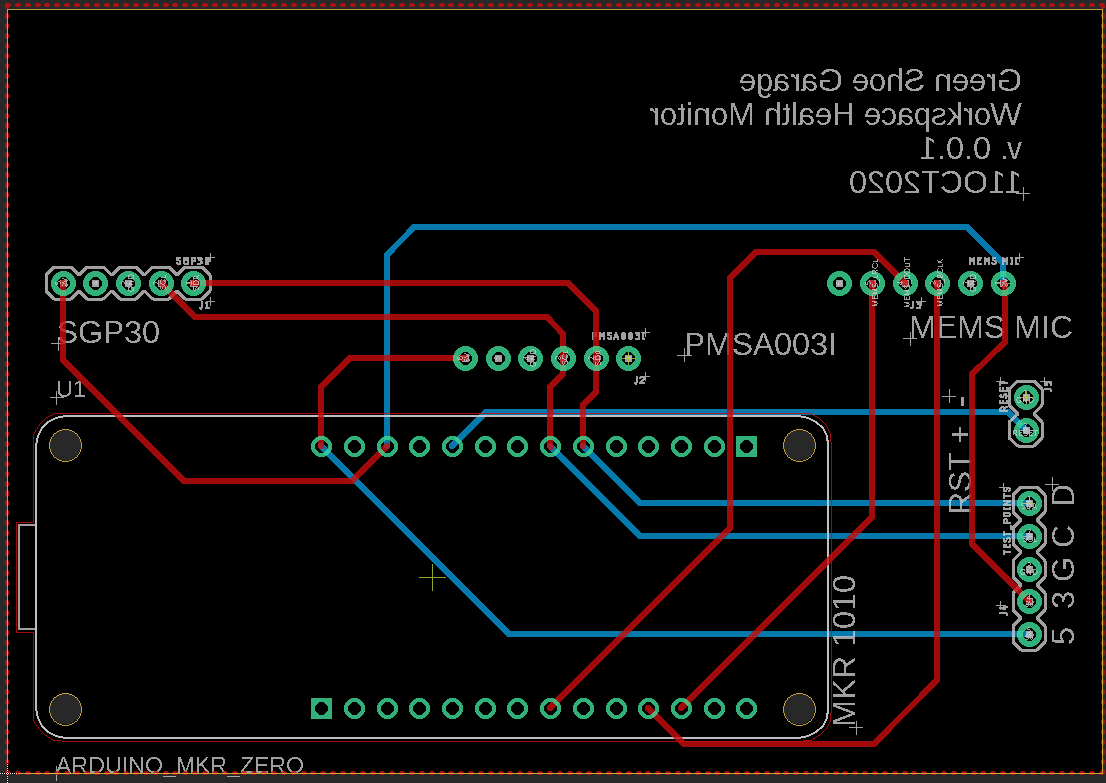 Green Shoe Garage
Workspace Health Monitor
v. 0.0.1
11OCT2020
SGP30
J1
SGP30
U1
PMSA003I
J2
PMSA003I
MEMS MIC
J3
MEMS MIC
RESET
J5
RST + -
TEST_POINTS
J4
D
C
G
3
5
MKR 1010
ARDUINO_MKR_ZERO